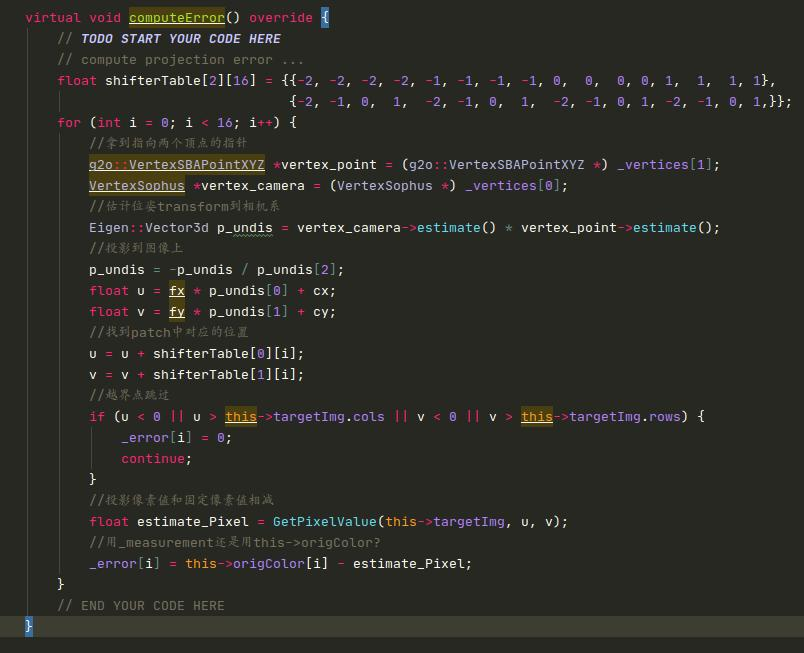 virtual void computeError() override {
// TODO START YOUR CODE HERE
// compute projection error ...
float shifterTable[2][16] = {{-2, -2, -2, -2, -1, -1, -1, -1, 0, 0, 0, 0, 1, 1, 1, 1},
{-2, -1, 0, 1, -2, -1, 0, 1, -2, -1, 0, 1, -2, -1, 0, 1,}};
for (int i = 0; i < 16; i++) {
//拿到指向两个顶点的指针
g2o::VertexSBAPointXYZ *vertex_point = (g2o::VertexSBAPointXYZ *) _vertices[1];
VertexSophus *vertex_camera = (VertexSophus *) _vertices[0];
//估计位姿transform到相机系
Eigen::Vector3d p_undis = vertex_camera->estimate() * vertex_point->estimate();
//投影到图像上
p_undis = -p_undis / p_undis[2];
float u = fx * p_undis[0] + cx;
float v = fy * p_undis[1] + cy;
//找到patch中对应的位置
u = u + shifterTable[0][i];
v = v + shifterTable[1][i];
//越界点跳过
if (u < 0 || u > this->targetImg.cols || v < 0 || v > this->targetImg.rows) {
_error[i] = 0;
continue;
}
//投影像素值和固定像素值相减
float estimate_Pixel = GetPixelValue(this->targetImg, u, v);
//用_measurement还是用this->origColor?
_error[i] = this->origColor[i] - estimate_Pixel;
}
// END YOUR CODE HERE
}